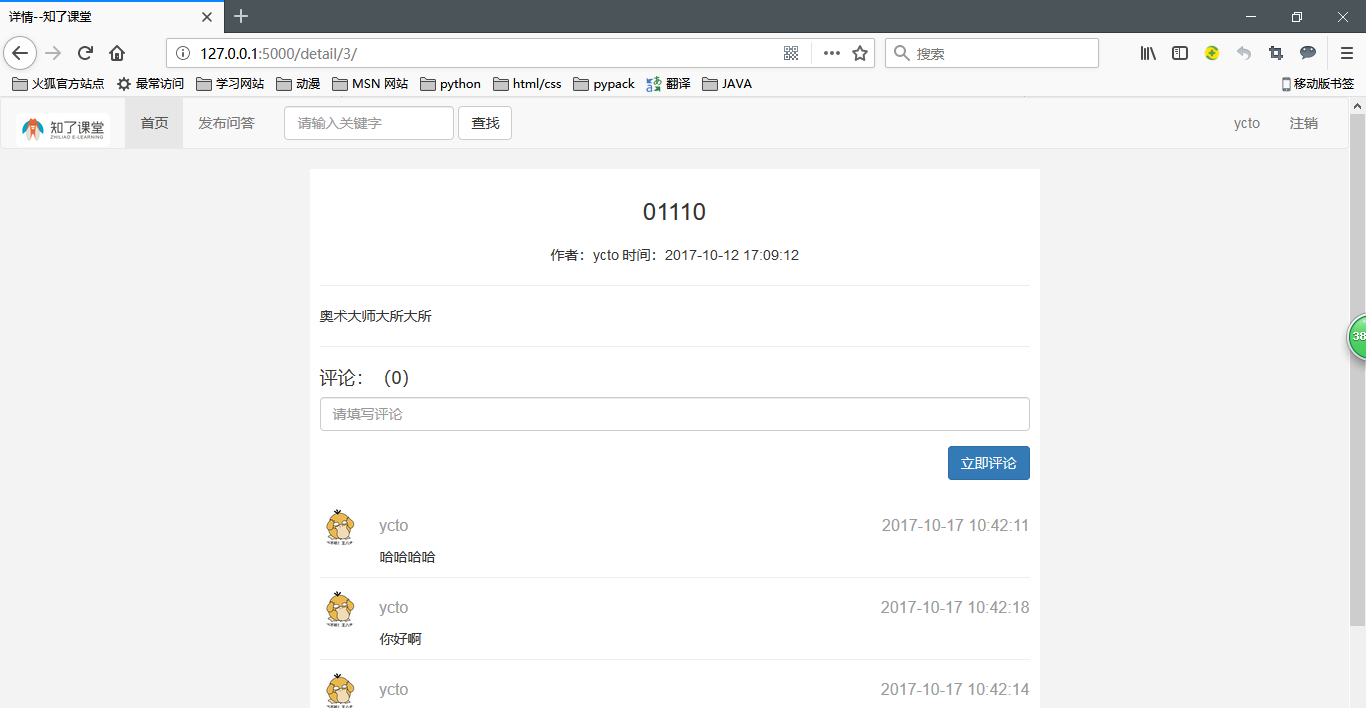 详情--知了课堂
127.0.0.1:5000/detail/3/
搜索
火狐官方站点 最常访问 学习网站 动漫 MSN 网站 python html/css pypack 翻译 JAVA 移动版书签
知了课堂
ZHILIAO E-LEARNING
首页 发布问答 请输入关键字 查找 ycto 注销
01110
作者：ycto 时间：2017-10-12 17:09:12
奥术大师大所大所
38
评论：（0）
请填写评论
立即评论
ycto 2017-10-17 10:42:11
哈哈哈哈
ycto 2017-10-17 10:42:18
你好啊
ycto 2017-10-17 10:42:14